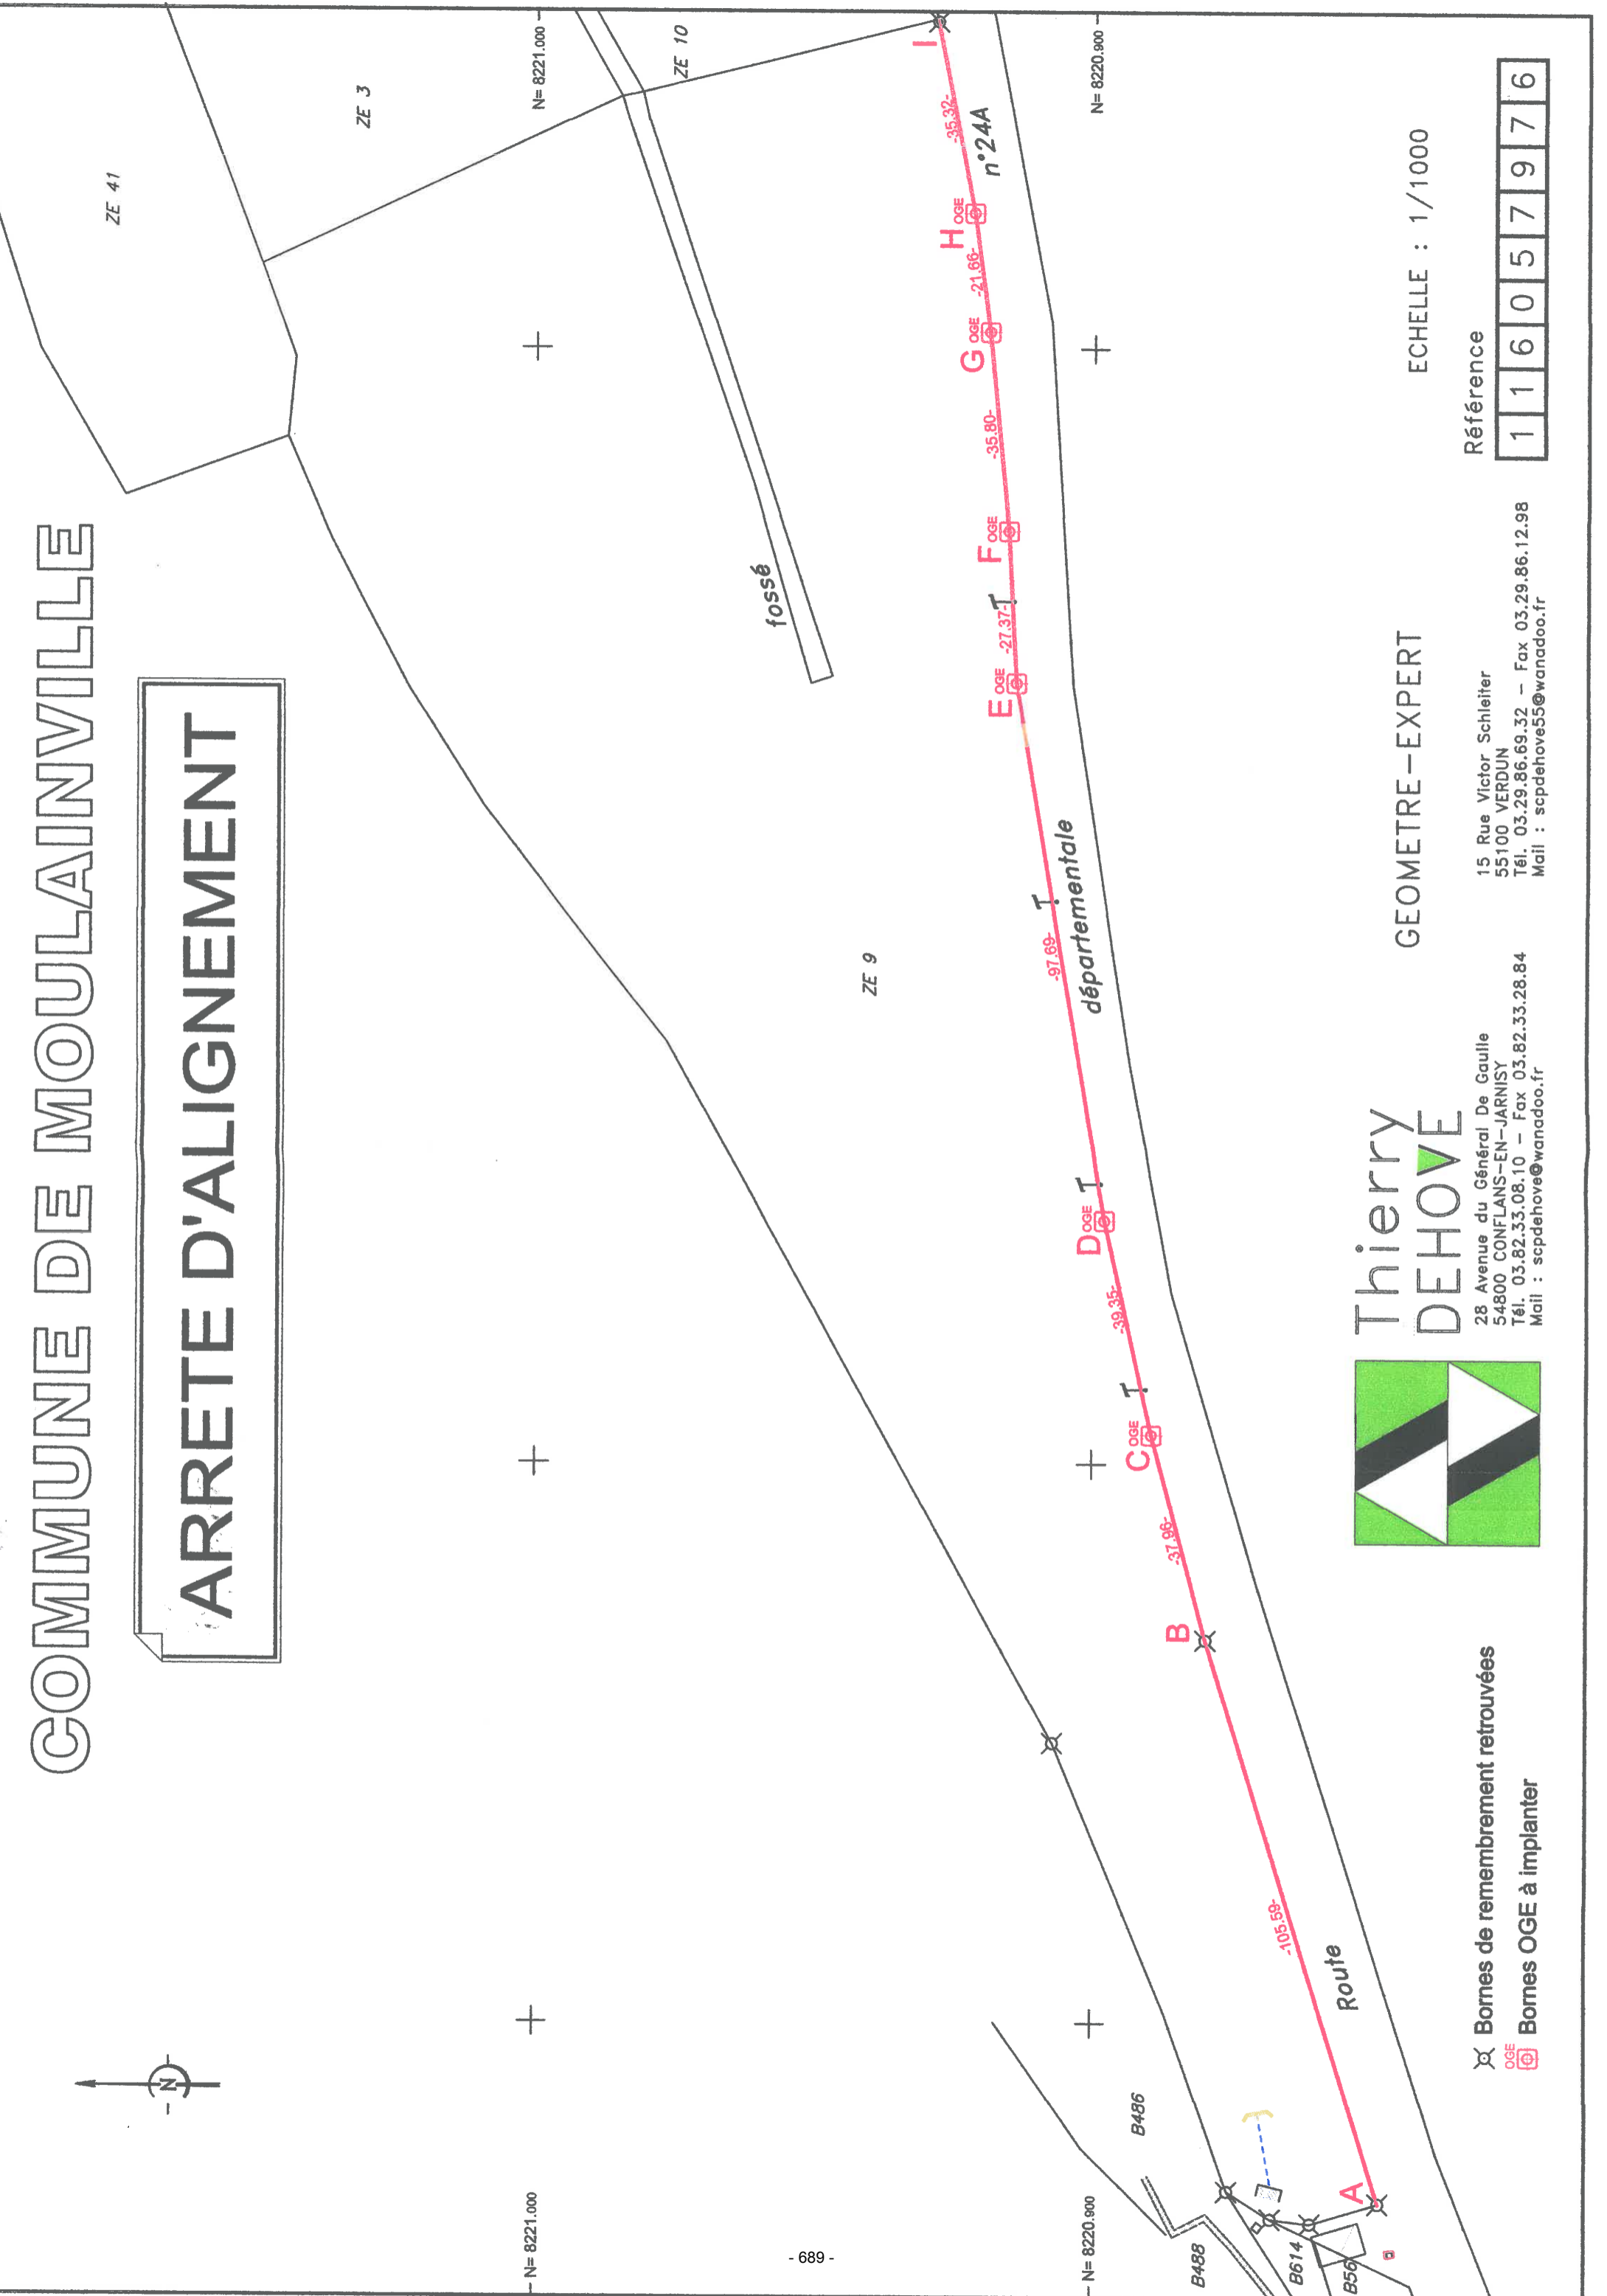 COMMUNE DE MOULAINVILLE
ARRETE D'ALIGNEMENT
N
ZE 41
ZE 3
ZE 10
N= 8221.000
N= 8221.000
fossé
ZE 9
B486
B488
B614
B56
N= 8220.900
N= 8220.900
A
-105.59-
B
-37.96-
C OGE
-39.35-
D OGE
-97.69-
E OGE
-27.37-
F OGE
-35.80-
G OGE
-21.66-
H OGE
-35.32-
I
Route
départementale
n°24A
Bornes de remembrement retrouvées
OGE
Bornes OGE à implanter
Thierry
DEHOVE
GEOMETRE-EXPERT
28 Avenue du Général De Gaulle
54800 CONFLANS-EN-JARNISY
Tél. 03.82.33.08.10 - Fax 03.82.33.28.84
Mail : scpdehove@wanadoo.fr
15 Rue Victor Schleiter
55100 VERDUN
Tél. 03.29.86.69.32 - Fax 03.29.86.12.98
Mail : scpdehove55@wanadoo.fr
ECHELLE : 1/1000
Référence
1 1 6 0 5 7 9 7 6
- 689 -